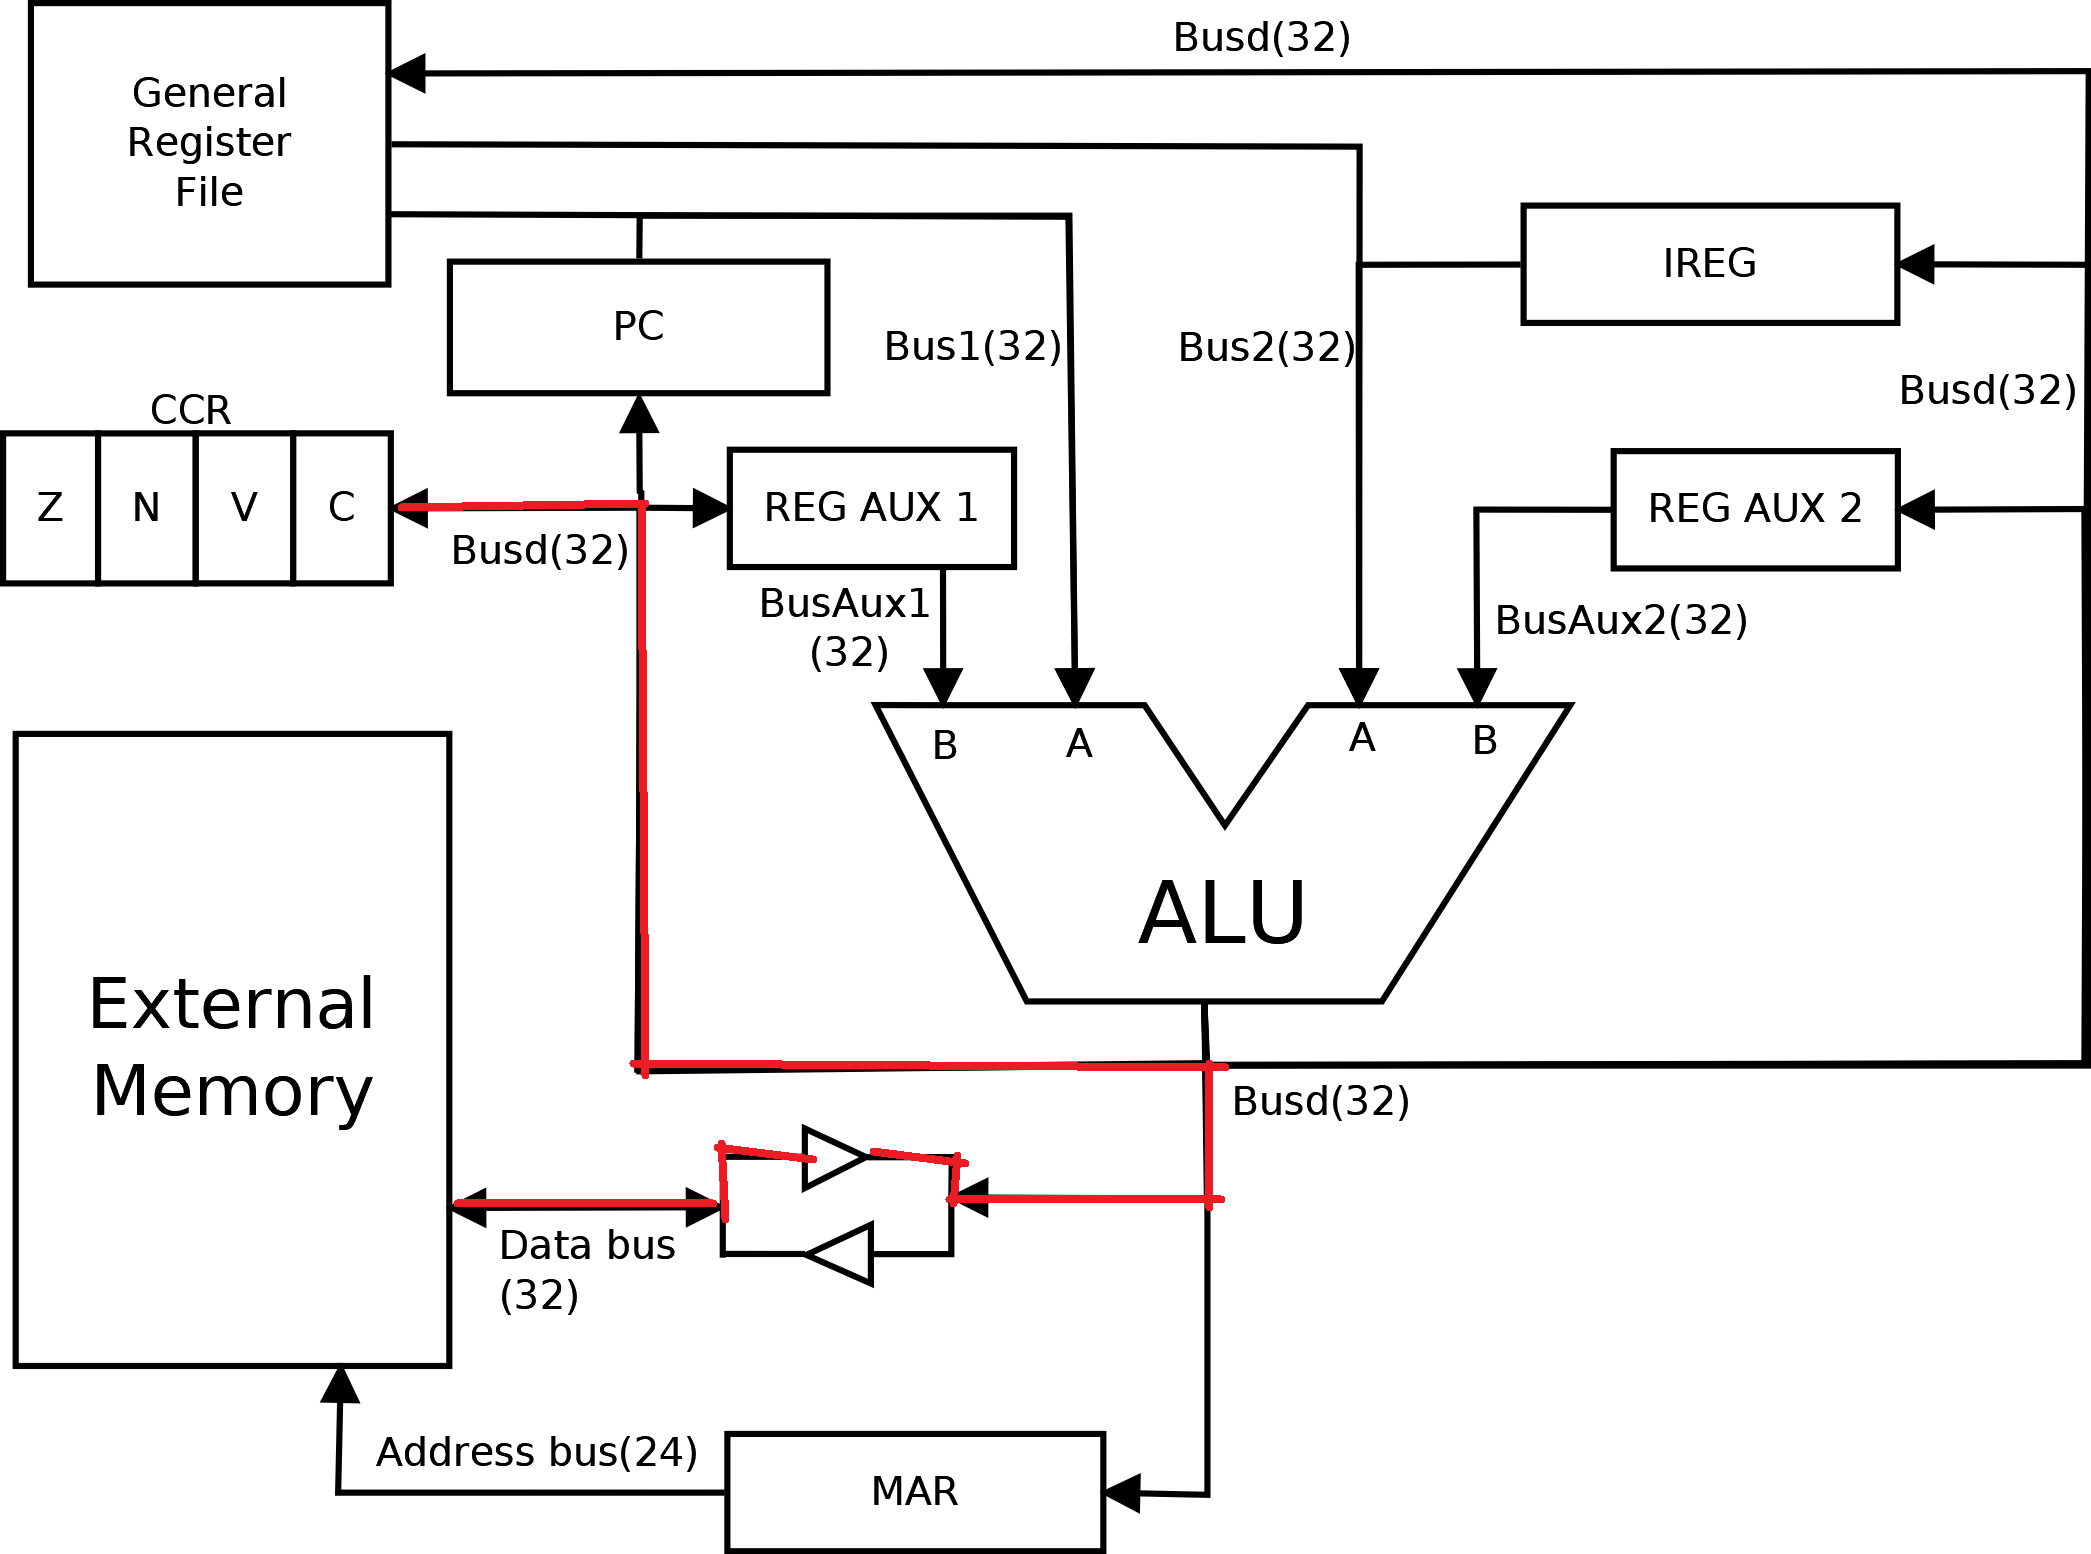 Busd(32)
General
Register
File
IREG
PC
Bus1(32)
Bus2(32)
Busd(32)
CCR
Z N V C
REG AUX 1
REG AUX 2
Busd(32)
BusAux1
(32)
BusAux2(32)
B A A B
ALU
External
Memory
Busd(32)
Data bus
(32)
Address bus(24)
MAR